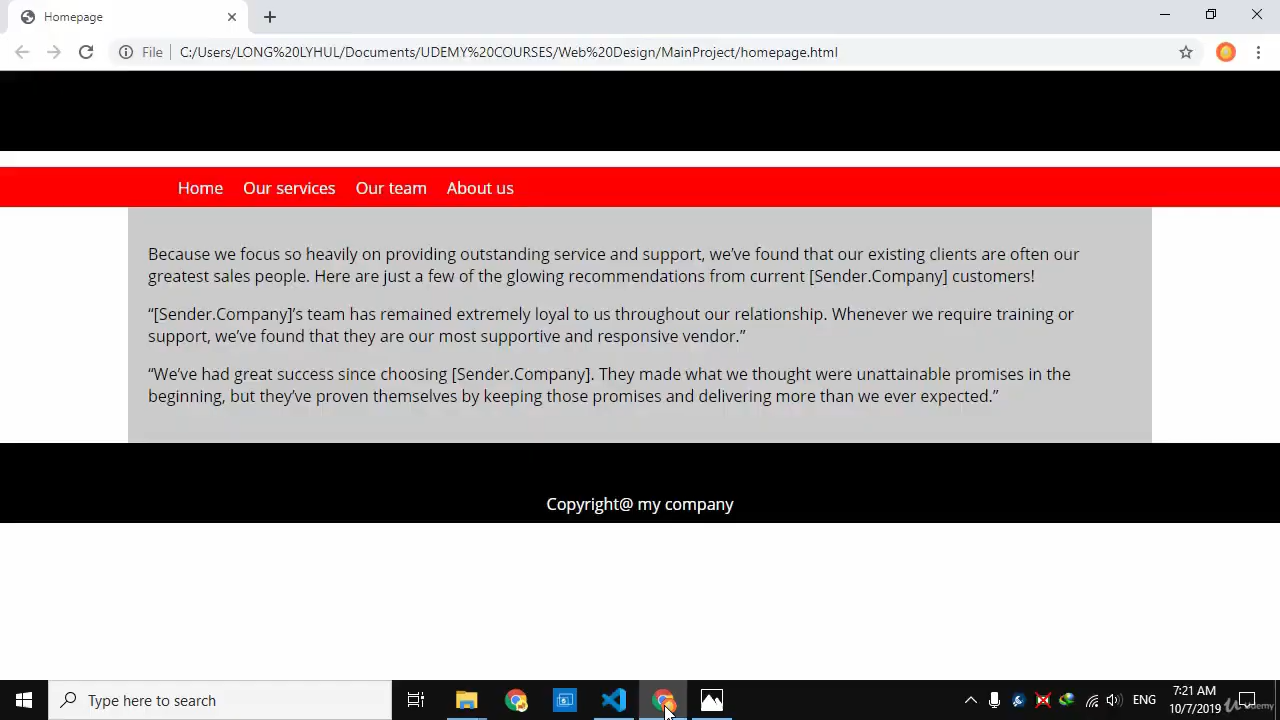 Homepage
File
C:/Users/LONG%20LYHUL/Documents/UDEMY%20COURSES/Web%20Design/MainProject/homepage.html
Home Our services Our team About us
Because we focus so heavily on providing outstanding service and support, we’ve found that our existing clients are often our
greatest sales people. Here are just a few of the glowing recommendations from current [Sender.Company] customers!
“[Sender.Company]’s team has remained extremely loyal to us throughout our relationship. Whenever we require training or
support, we’ve found that they are our most supportive and responsive vendor.”
“We’ve had great success since choosing [Sender.Company]. They made what we thought were unattainable promises in the
beginning, but they’ve proven themselves by keeping those promises and delivering more than we ever expected.”
Copyright@ my company
Type here to search
ENG
7:21 AM
10/7/2019
Udemy